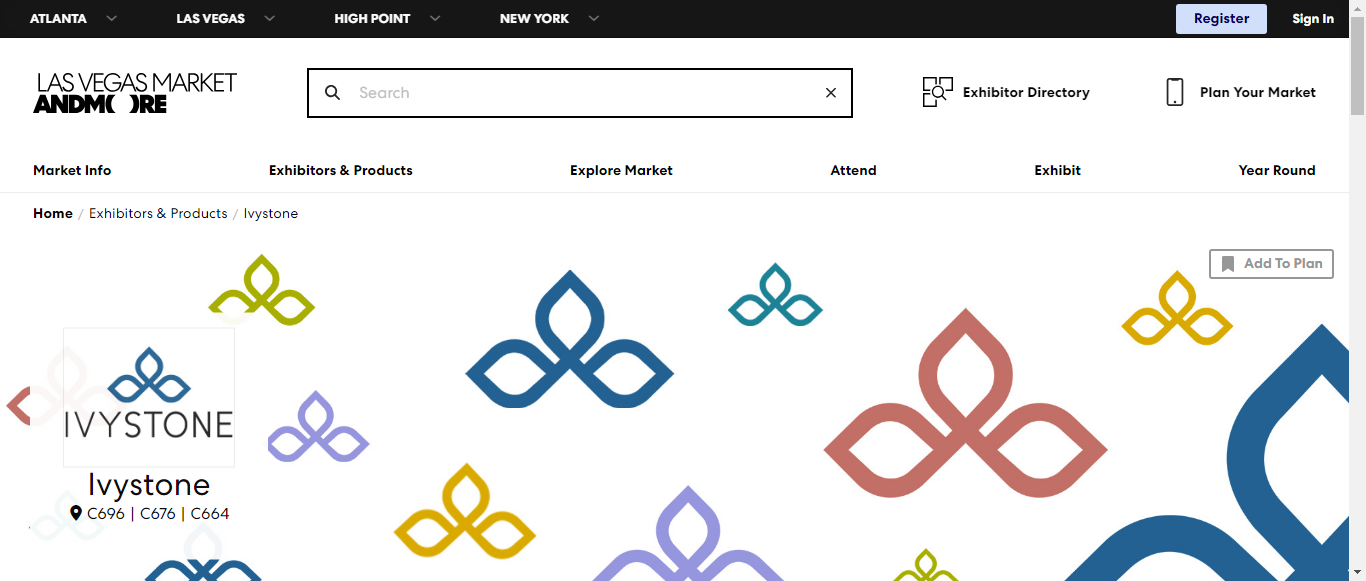 ATLANTA LAS VEGAS HIGH POINT NEW YORK Register Sign In
LAS VEGAS MARKET
ANDMORE
Search
Exhibitor Directory
Plan Your Market
Market Info Exhibitors & Products Explore Market Attend Exhibit Year Round
Home / Exhibitors & Products / Ivystone
Add To Plan
IVYSTONE
Ivystone
C696 | C676 | C664